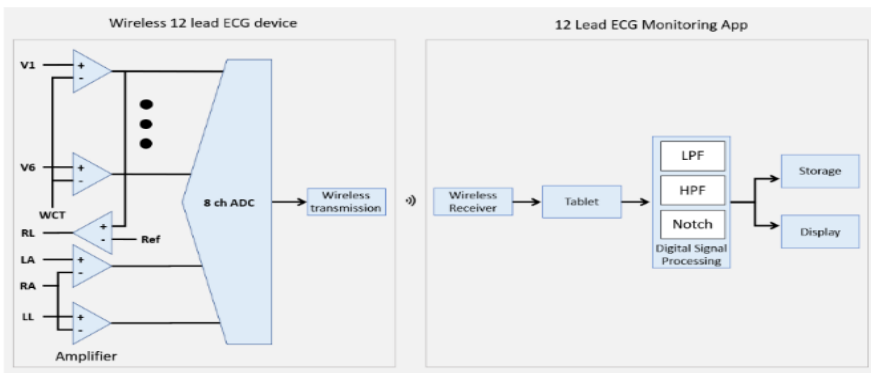 Wireless 12 lead ECG device
V1
+
-
V6
+
-
WCT
RL
+
-
Ref
LA
+
-
RA
LL
+
-
Amplifier
8 ch ADC
Wireless
transmission
12 Lead ECG Monitoring App
Wireless
Receiver
Tablet
LPF
HPF
Notch
Digital Signal
Processing
Storage
Display